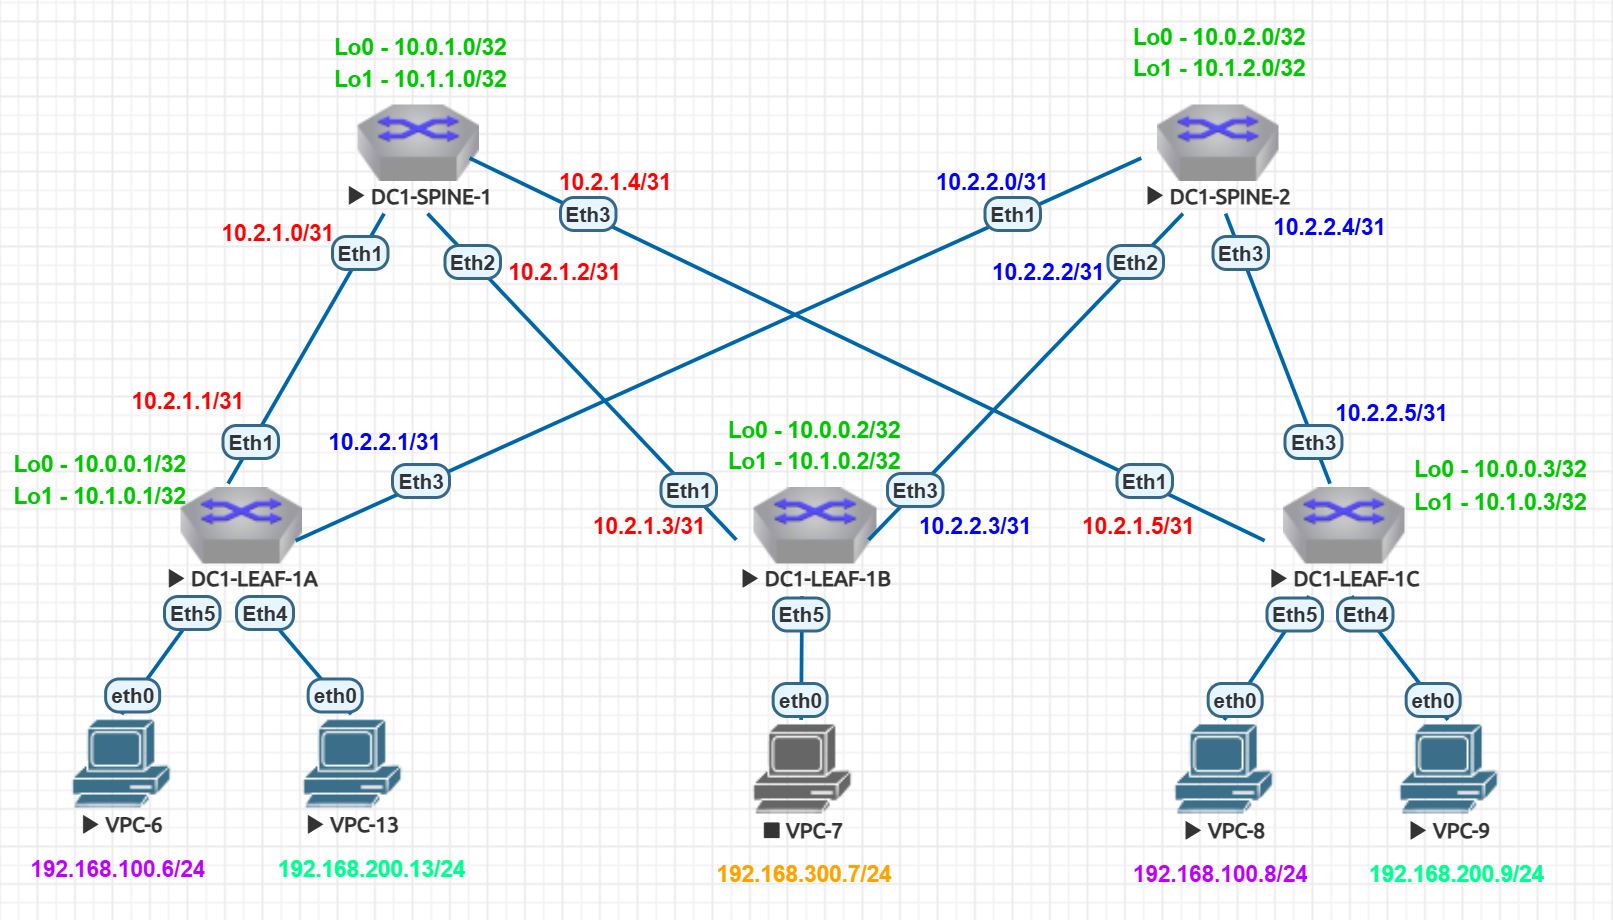 Lo0 - 10.0.1.0/32
Lo1 - 10.1.1.0/32
Lo0 - 10.0.2.0/32
Lo1 - 10.1.2.0/32
DC1-SPINE-1
DC1-SPINE-2
10.2.1.4/31
Eth3
10.2.2.0/31
Eth1
10.2.1.0/31
Eth1
Eth2
10.2.1.2/31
10.2.2.2/31
Eth2
Eth3
10.2.2.4/31
10.2.1.1/31
Eth1
10.2.2.1/31
Eth3
Lo0 - 10.0.0.1/32
Lo1 - 10.1.0.1/32
Lo0 - 10.0.0.2/32
Lo1 - 10.1.0.2/32
Eth1
10.2.1.3/31
Eth3
10.2.2.3/31
Eth1
10.2.1.5/31
10.2.2.5/31
Eth3
Lo0 - 10.0.0.3/32
Lo1 - 10.1.0.3/32
DC1-LEAF-1A
DC1-LEAF-1B
DC1-LEAF-1C
Eth5
Eth4
Eth5
Eth5
Eth4
eth0
eth0
eth0
eth0
eth0
VPC-6
VPC-13
VPC-7
VPC-8
VPC-9
192.168.100.6/24
192.168.200.13/24
192.168.300.7/24
192.168.100.8/24
192.168.200.9/24